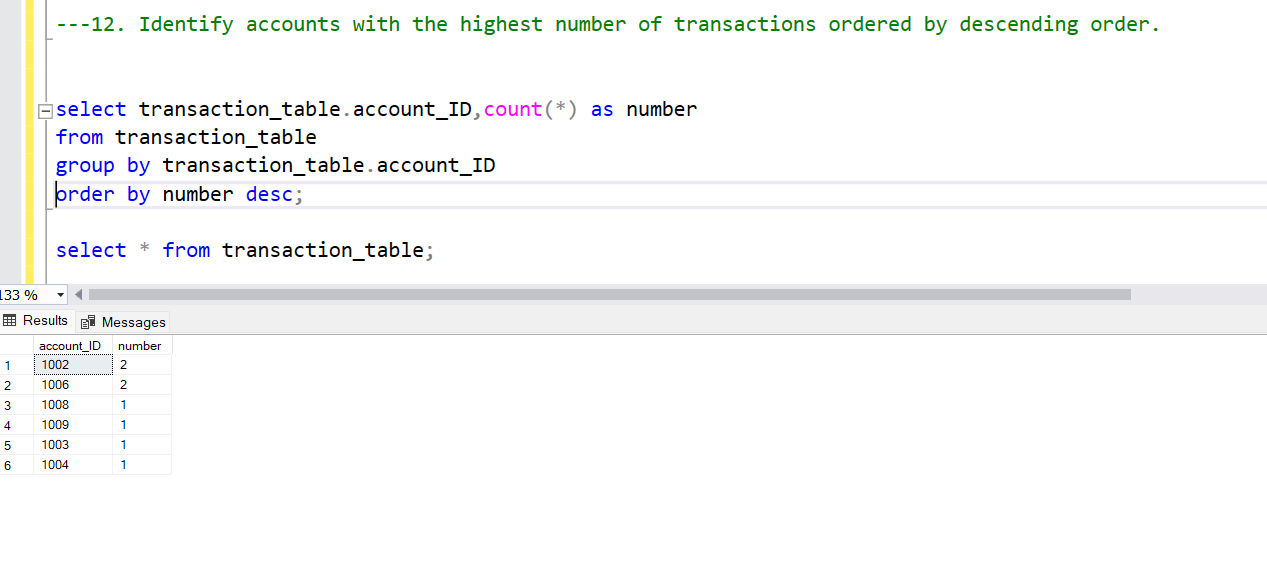 ---12. Identify accounts with the highest number of transactions ordered by descending order.
select transaction_table.account_ID,count(*) as number
from transaction_table
group by transaction_table.account_ID
order by number desc;
select * from transaction_table;
133 %
Results Messages
account_ID number
1 1002 2
2 1006 2
3 1008 1
4 1009 1
5 1003 1
6 1004 1